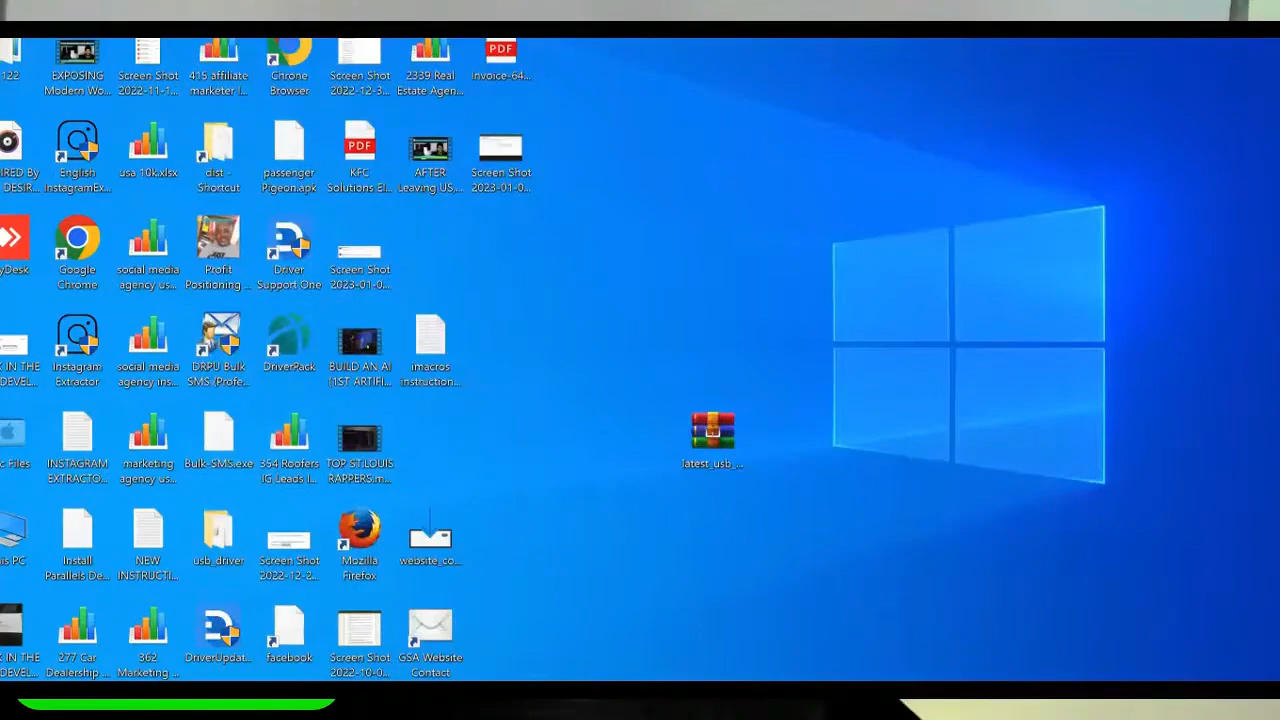 122
EXPOSING
Modern Wo...
Screen Shot
2022-11-1...
415 affiliate
marketer l...
Chrome
Browser
Screen Shot
2022-12-3...
2339 Real
Estate Agen...
PDF
Invoice-64...
IRED By
DESIR...
English
InstagramEx...
usa 10k.xlsx
dist -
Shortcut
passenger
Pigeon.apk
PDF
KFC
Solutions El...
AFTER
Leaving US,...
Screen Shot
2023-01-0...
yDesk
Google
Chrome
social media
agency us...
Profit
Positioning ...
Driver
Support One
Screen Shot
2023-01-0...
K IN THE
DEVEL...
Instagram
Extractor
social media
agency ins...
DRPU Bulk
SMS (Profe...
DriverPack
BUILD AN AI
(1ST ARTIFI...
imacros
instruction...
c Files
INSTAGRAM
EXTRACTO...
marketing
agency us...
Bulk-SMS.exe
354 Roofers
IG Leads I...
TOP ST.LOUIS
RAPPERS.m...
latest_usb_...
his PC
Install
Parallels De...
NEW
INSTRUCTI...
usb_driver
Screen Shot
2022-12-2...
Mozilla
Firefox
website_co...
K IN THE
DEVEL...
277 Car
Dealership ...
362
Marketing ...
DriverUpdat...
facebook
Screen Shot
2022-10-0...
GSA Website
Contact